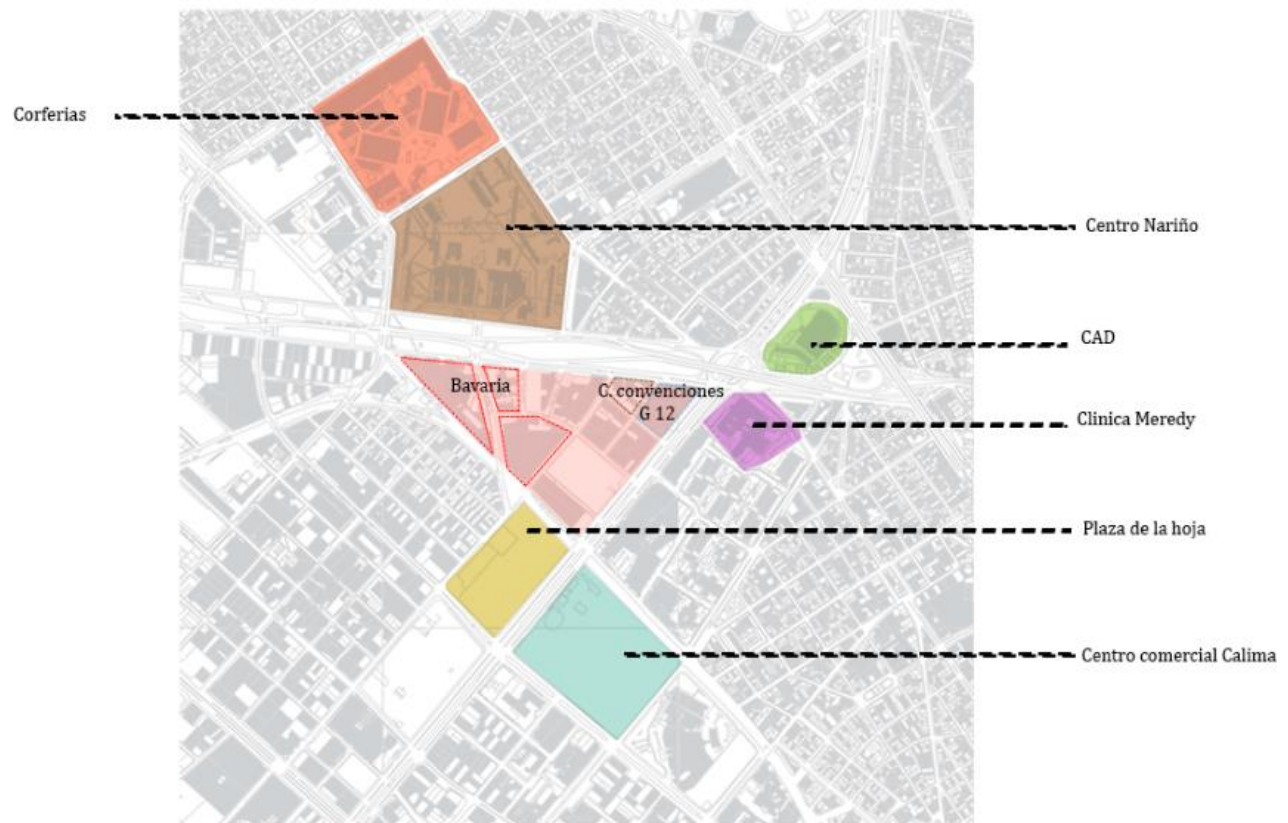 Corferias
Centro Nariño
CAD
Bavaria
C. convenciones
G 12
Clinica Meredy
Plaza de la hoja
Centro comercial Calima